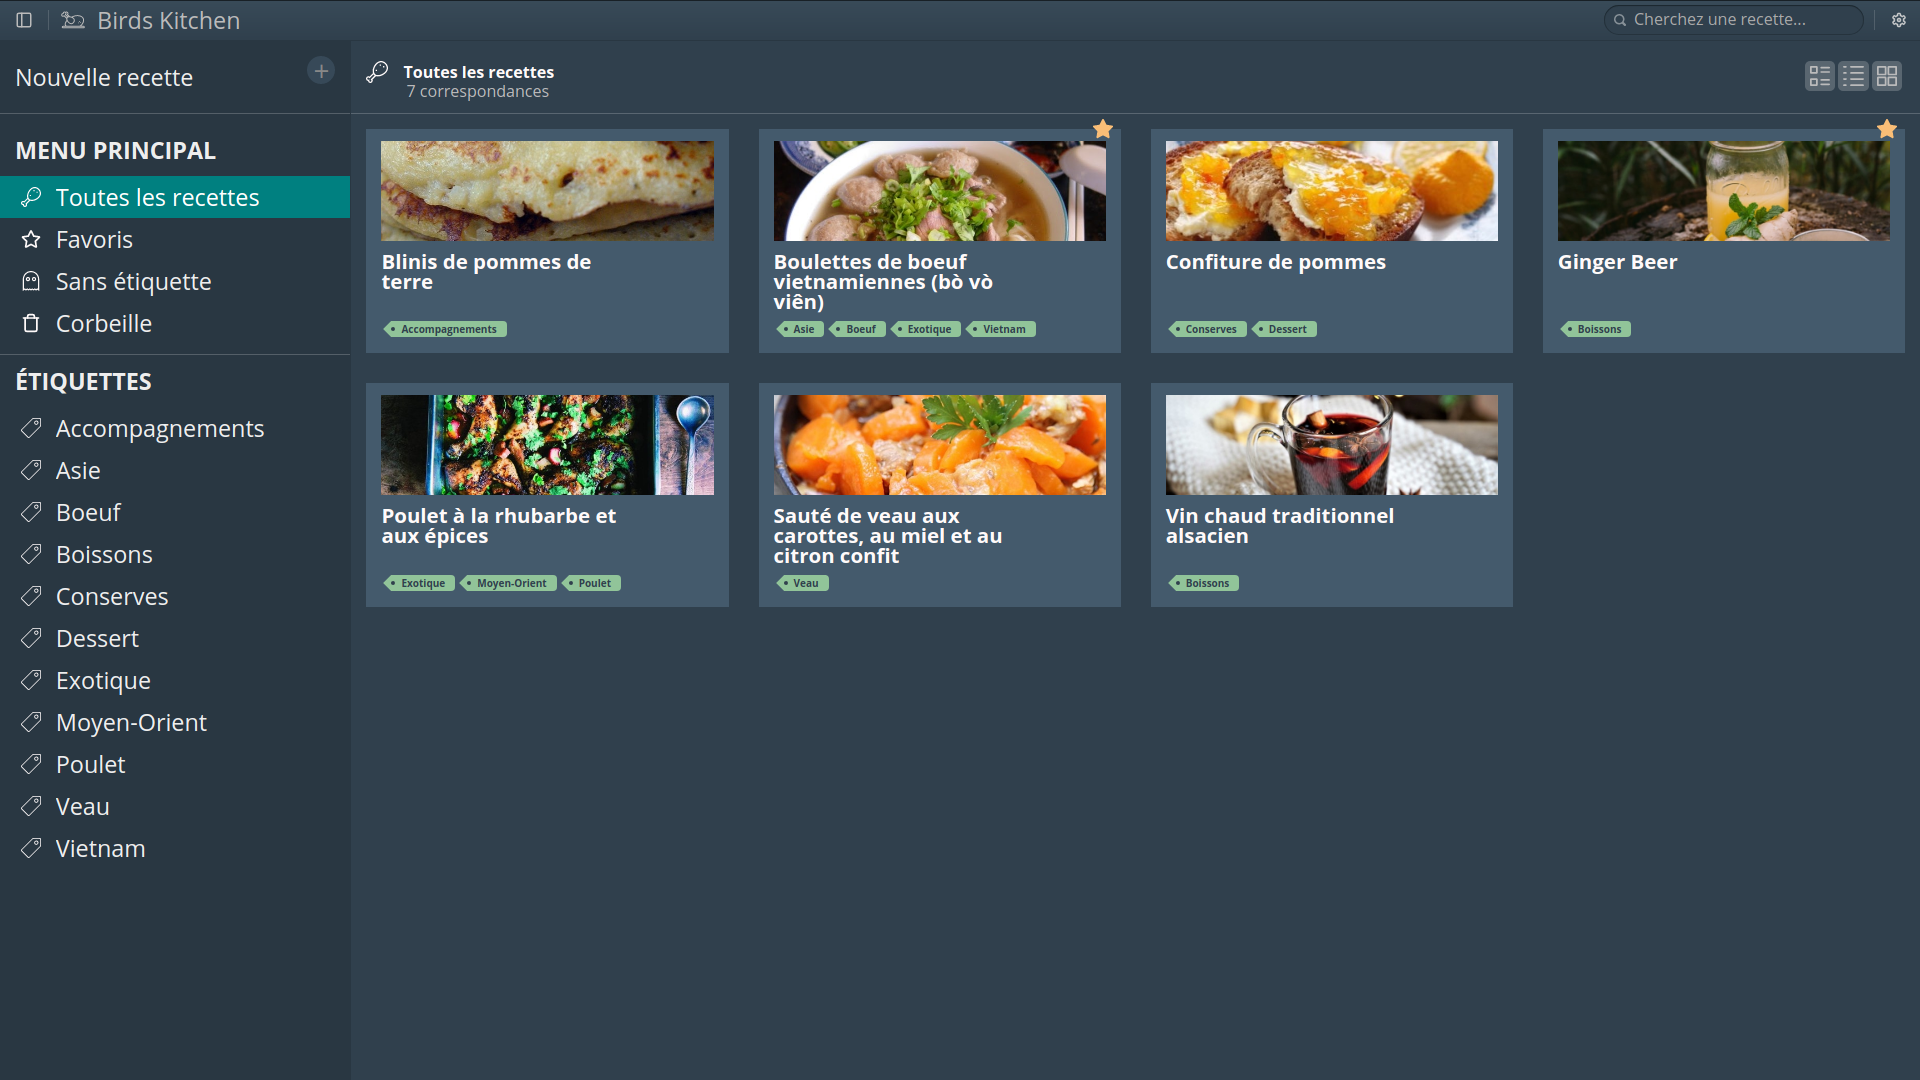 Birds Kitchen
Cherchez une recette...
Nouvelle recette
MENU PRINCIPAL
Toutes les recettes
Favoris
Sans étiquette
Corbeille
ÉTIQUETTES
Accompagnements
Asie
Boeuf
Boissons
Conserves
Dessert
Exotique
Moyen-Orient
Poulet
Veau
Vietnam
Toutes les recettes
7 correspondances
Blinis de pommes de
terre
Accompagnements
Boulettes de boeuf
vietnamiennes (bò vò
viên)
Asie Boeuf Exotique Vietnam
Confiture de pommes
Conserves Dessert
Ginger Beer
Boissons
Poulet à la rhubarbe et
aux épices
Exotique Moyen-Orient Poulet
Sauté de veau aux
carottes, au miel et au
citron confit
Veau
Vin chaud traditionnel
alsacien
Boissons